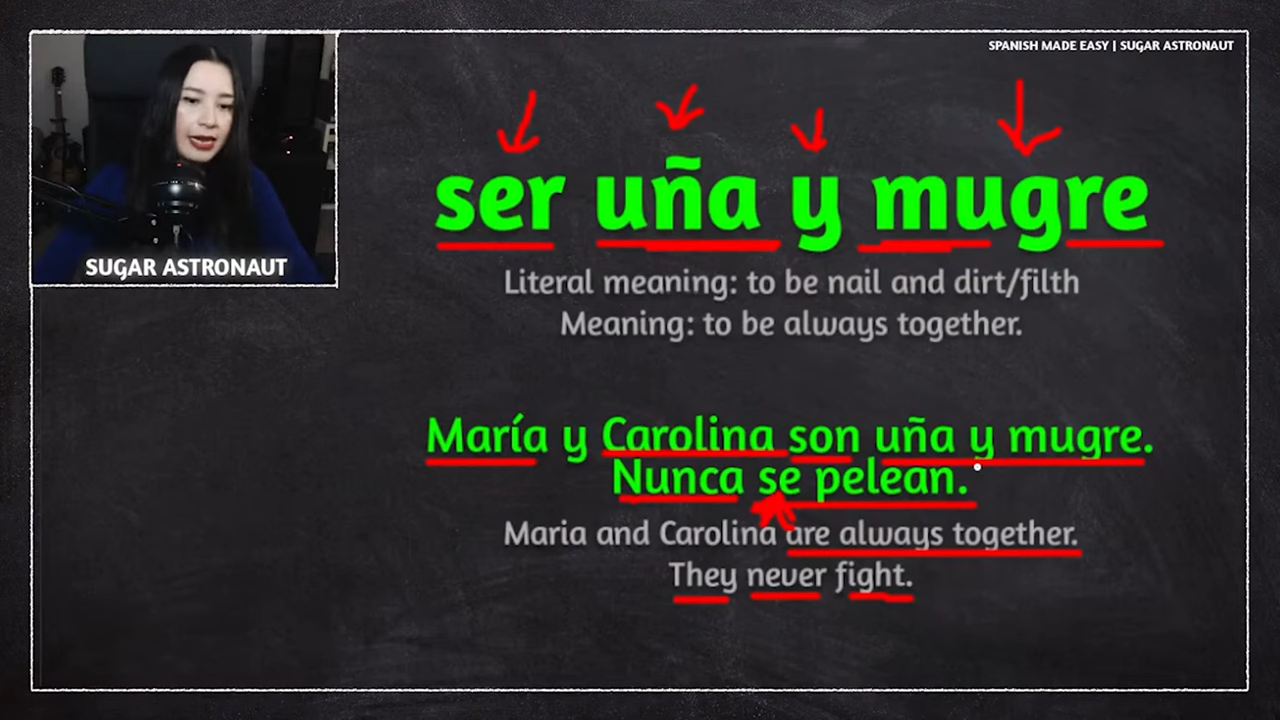 SPANISH MADE EASY | SUGAR ASTRONAUT
SUGAR ASTRONAUT
ser uña y mugre
Literal meaning: to be nail and dirt/filth
Meaning: to be always together.
María y Carolina son uña y mugre.
Nunca se pelean.
Maria and Carolina are always together.
They never fight.